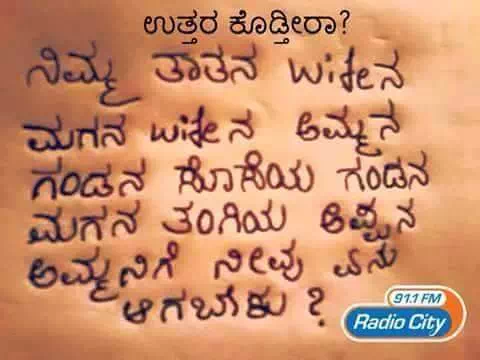 ಉತ್ತರ ಕೊಡ್ತೀರಾ?
ನಿಮ್ಮ ತಾತನ wifeನ
ಮಗನ wifeನ ಅಮ್ಮನ
ಗಂಡನ ಸೊಸೆಯ ಗಂಡನ
ಮಗನ ತಂಗಿಯ ಅಪ್ಪನ
ಅಮ್ಮನಿಗೆ ನೀವು ಏನು
ಆಗಬೇಕು ?
91.1 FM
Radio City